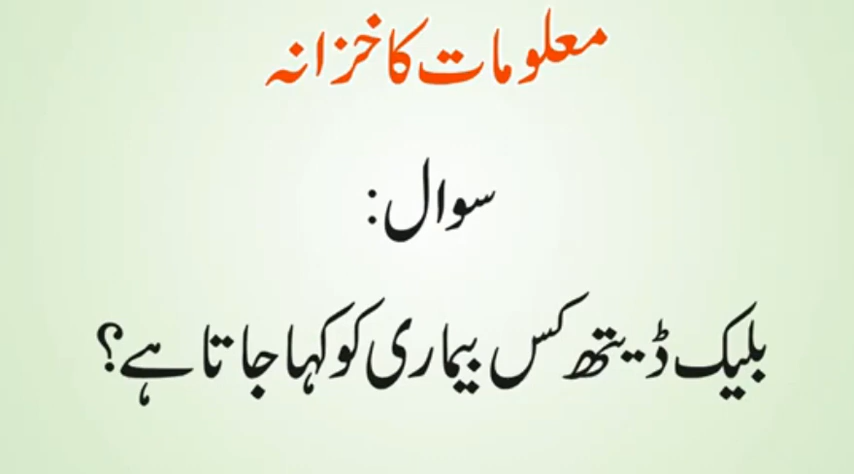 معلومات کا خزانہ
سوال:
بلیک ڈیتھ کس بیماری کو کہا جاتا ہے؟